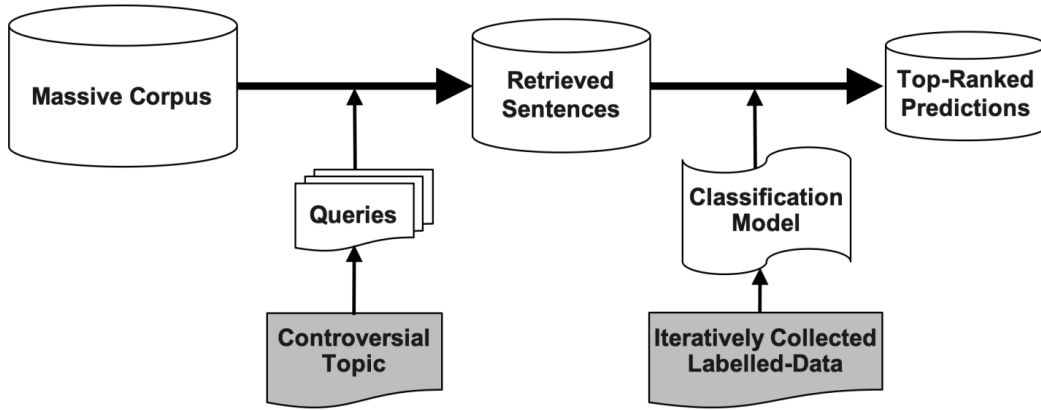 Massive Corpus
Retrieved
Sentences
Top-Ranked
Predictions
Queries
Classification
Model
Controversial
Topic
Iteratively Collected
Labelled-Data